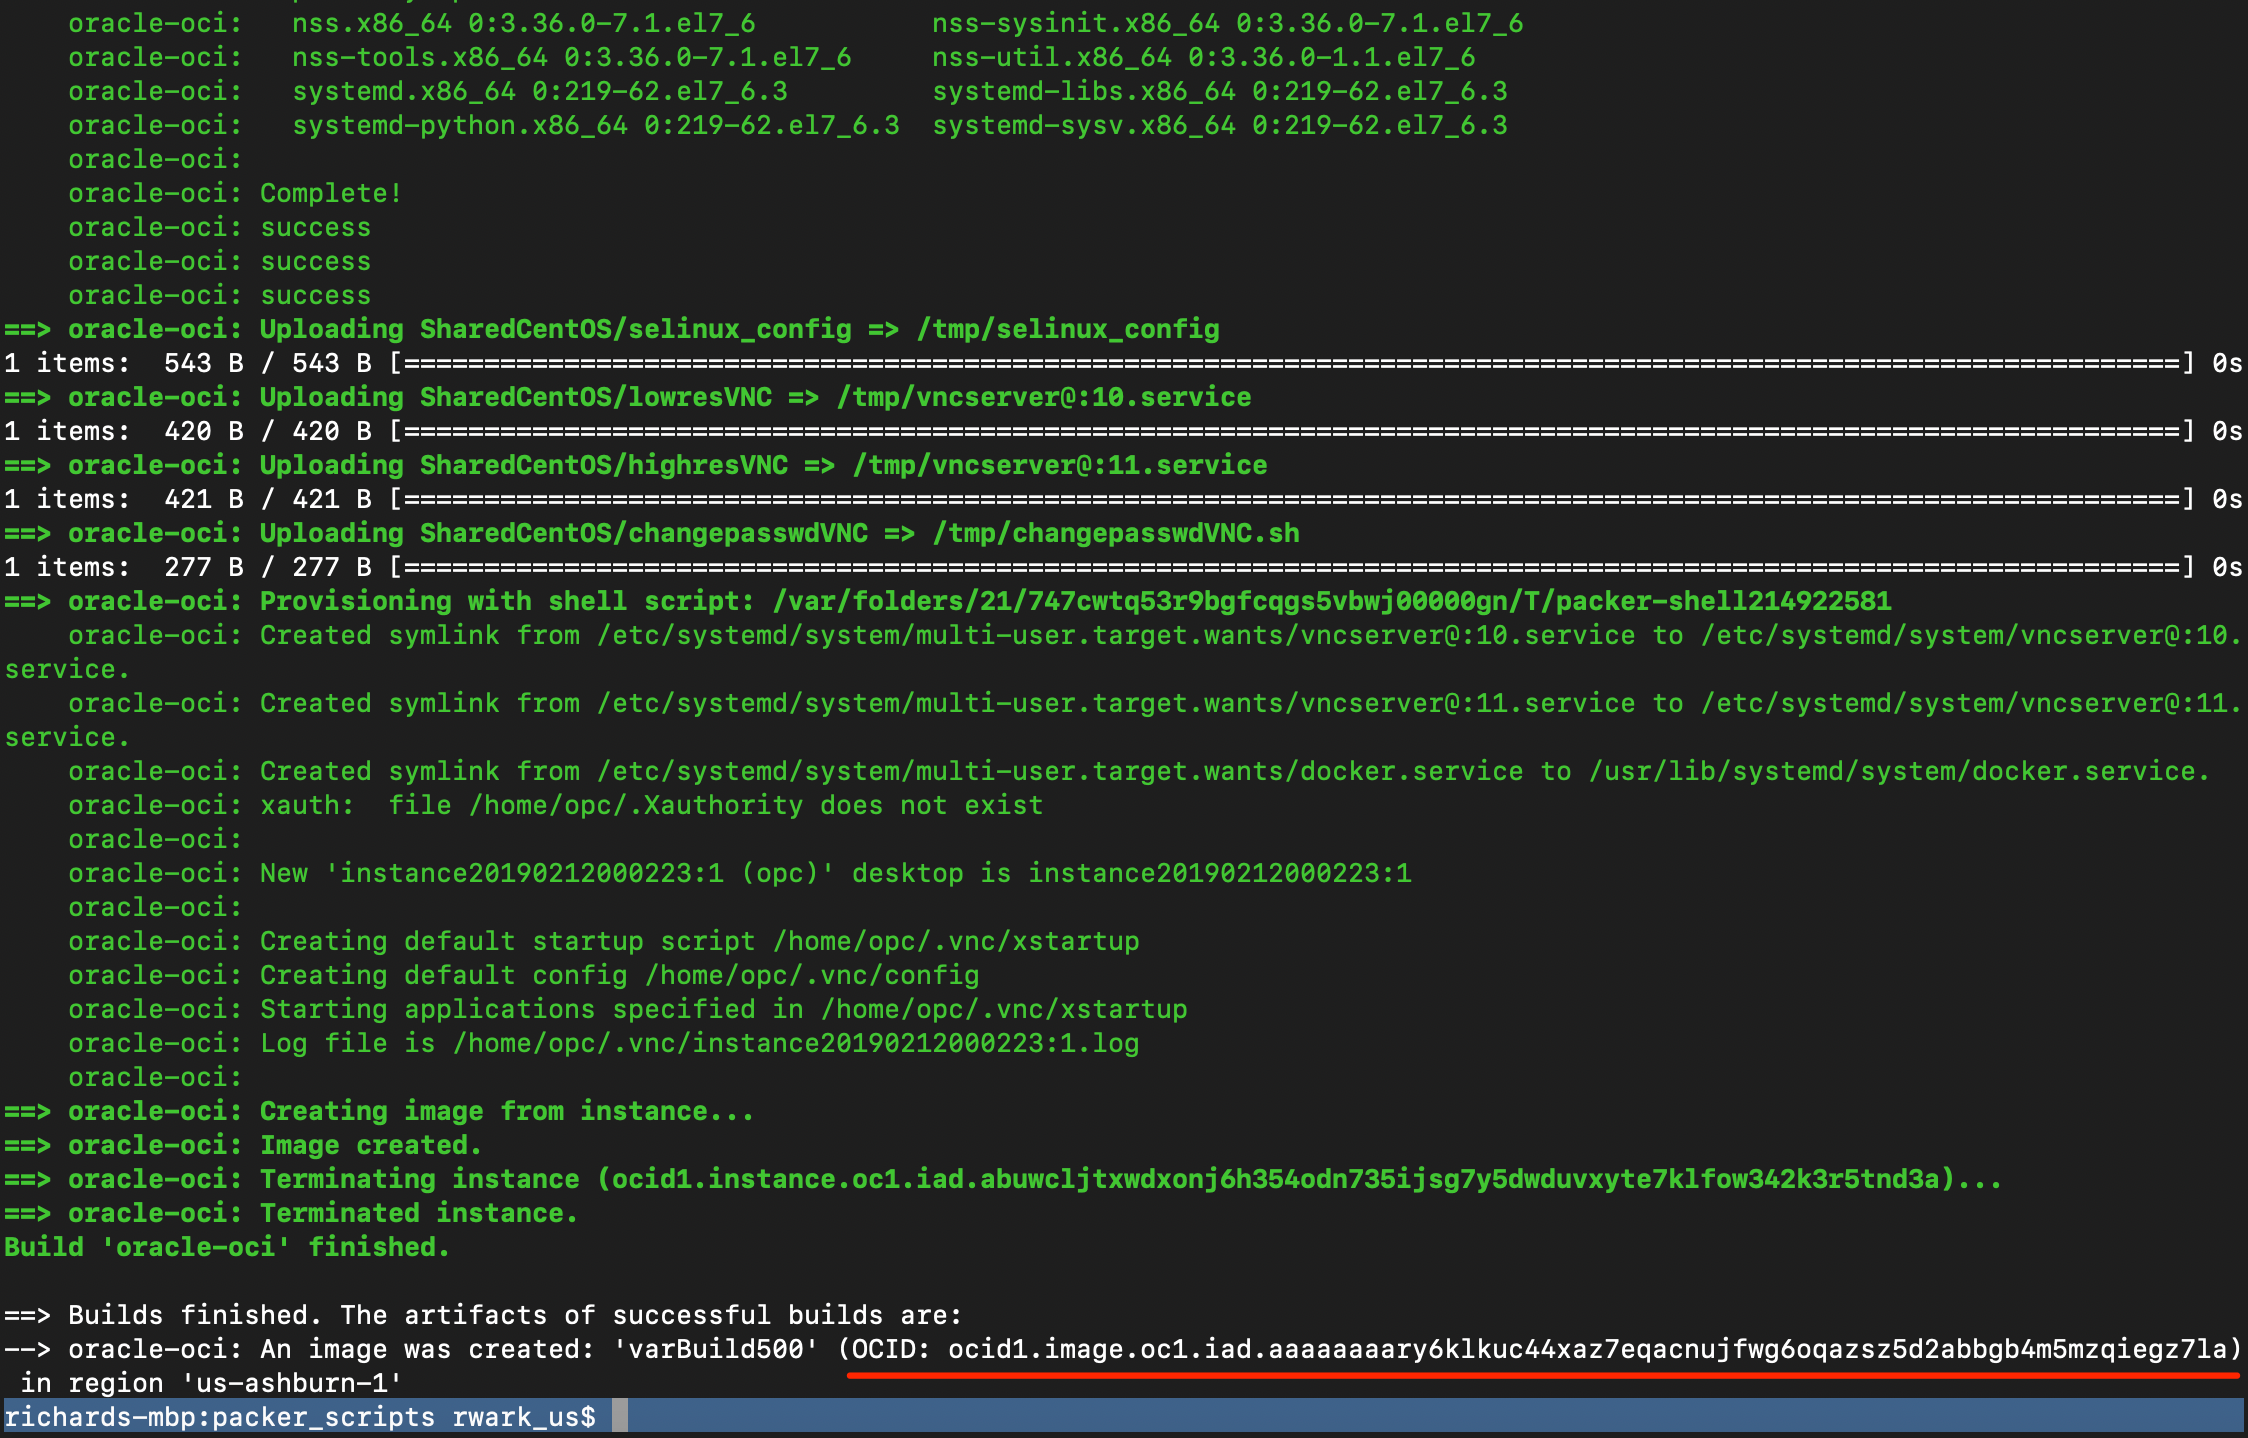 oracle-oci:   nss.x86_64 0:3.36.0-7.1.el7_6           nss-sysinit.x86_64 0:3.36.0-7.1.el7_6
oracle-oci:   nss-tools.x86_64 0:3.36.0-7.1.el7_6     nss-util.x86_64 0:3.36.0-1.1.el7_6
oracle-oci:   systemd.x86_64 0:219-62.el7_6.3         systemd-libs.x86_64 0:219-62.el7_6.3
oracle-oci:   systemd-python.x86_64 0:219-62.el7_6.3  systemd-sysv.x86_64 0:219-62.el7_6.3
oracle-oci:
oracle-oci: Complete!
oracle-oci: success
oracle-oci: success
oracle-oci: success
==> oracle-oci: Uploading SharedCentOS/selinux_config => /tmp/selinux_config
1 items:  543 B / 543 B [===============================================================================================================] 0s
==> oracle-oci: Uploading SharedCentOS/lowresVNC => /tmp/vncserver@:10.service
1 items:  420 B / 420 B [===============================================================================================================] 0s
==> oracle-oci: Uploading SharedCentOS/highresVNC => /tmp/vncserver@:11.service
1 items:  421 B / 421 B [===============================================================================================================] 0s
==> oracle-oci: Uploading SharedCentOS/changepasswdVNC => /tmp/changepasswdVNC.sh
1 items:  277 B / 277 B [===============================================================================================================] 0s
==> oracle-oci: Provisioning with shell script: /var/folders/21/747cwtq53r9bgfcqgs5vbwj00000gn/T/packer-shell214922581
oracle-oci: Created symlink from /etc/systemd/system/multi-user.target.wants/vncserver@:10.service to /etc/systemd/system/vncserver@:10.
service.
oracle-oci: Created symlink from /etc/systemd/system/multi-user.target.wants/vncserver@:11.service to /etc/systemd/system/vncserver@:11.
service.
oracle-oci: Created symlink from /etc/systemd/system/multi-user.target.wants/docker.service to /usr/lib/systemd/system/docker.service.
oracle-oci: xauth:  file /home/opc/.Xauthority does not exist
oracle-oci:
oracle-oci: New 'instance20190212000223:1 (opc)' desktop is instance20190212000223:1
oracle-oci:
oracle-oci: Creating default startup script /home/opc/.vnc/xstartup
oracle-oci: Creating default config /home/opc/.vnc/config
oracle-oci: Starting applications specified in /home/opc/.vnc/xstartup
oracle-oci: Log file is /home/opc/.vnc/instance20190212000223:1.log
oracle-oci:
==> oracle-oci: Creating image from instance...
==> oracle-oci: Image created.
==> oracle-oci: Terminating instance (ocid1.instance.oc1.iad.abuwcljtxwdxonj6h354odn735ijsg7y5dwduvxyte7klfow342k3r5tnd3a)...
==> oracle-oci: Terminated instance.
Build 'oracle-oci' finished.
==> Builds finished. The artifacts of successful builds are:
--> oracle-oci: An image was created: 'varBuild500' (OCID: ocid1.image.oc1.iad.aaaaaaaary6klkuc44xaz7eqacnujfwg6oqazsz5d2abbgb4m5mzqiegz7la)
in region 'us-ashburn-1'
richards-mbp:packer_scripts rwark_us$